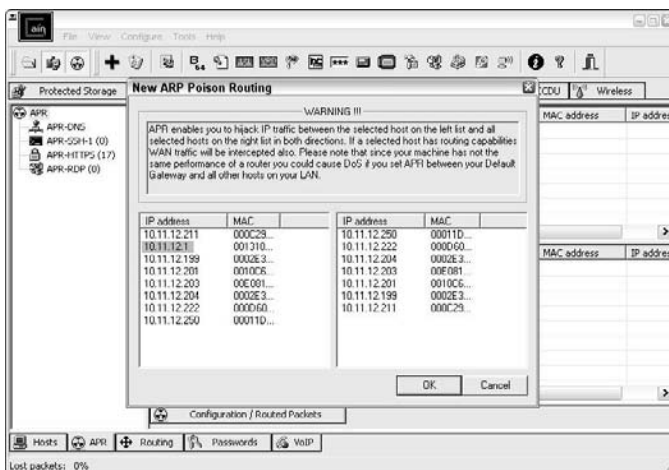 ain
File View Configure Tools Help
Protected Storage
CCDU
Wireless
New ARP Poison Routing
APR
APR-DNS
APR-SSH-1 (0)
APR-HTTPS (17)
APR-RDP (0)
WARNING !!!
APR enables you to hijack IP traffic between the selected host on the left list and all
selected hosts on the right list in both directions. If a selected host has routing capabilities
WAN traffic will be intercepted also. Please note that since your machine has not the
same performance of a router you could cause DoS if you set APR between your Default
Gateway and all other hosts on your LAN.
IP address MAC
10.11.12.211 000C29...
10.11.12.1 001310...
10.11.12.199 0002E3...
10.11.12.201 0010C6...
10.11.12.203 00E081...
10.11.12.204 0002E3...
10.11.12.222 000D60...
10.11.12.250 00011D...
IP address MAC
10.11.12.250 00011D...
10.11.12.222 000D60...
10.11.12.204 0002E3...
10.11.12.203 00E081...
10.11.12.201 0010C6...
10.11.12.199 0002E3...
10.11.12.211 000C29...
OK Cancel
MAC address IP addre
MAC address IP addre
Configuration / Routed Packets
Hosts APR Routing Passwords VoIP
Lost packets: 0%